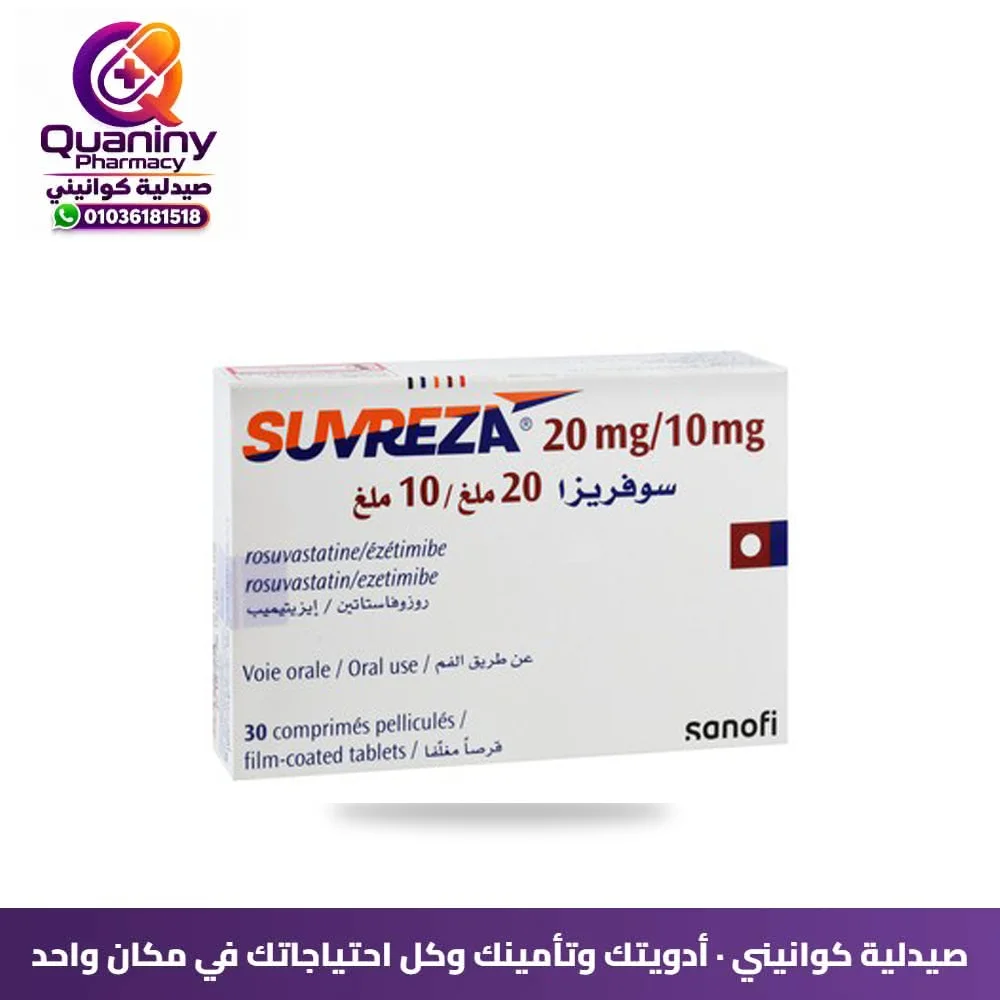 Quaniny
Pharmacy
صيدلية كوانيني
01036181518
SUVREZA® 20 mg/10 mg
سوفريزا 20 ملغ/10 ملغ
rosuvastatine/ézétimibe
rosuvastatin/ezetimibe
روزوفاستاتين / إيزيتيميب
Voie orale / Oral use / عن طريق الفم
30 comprimés pelliculés /
film-coated tablets / قرصاً مغلّفا
sanofi
صيدلية كوانيني · أدويتك وتأمينك وكل احتياجاتك في مكان واحد